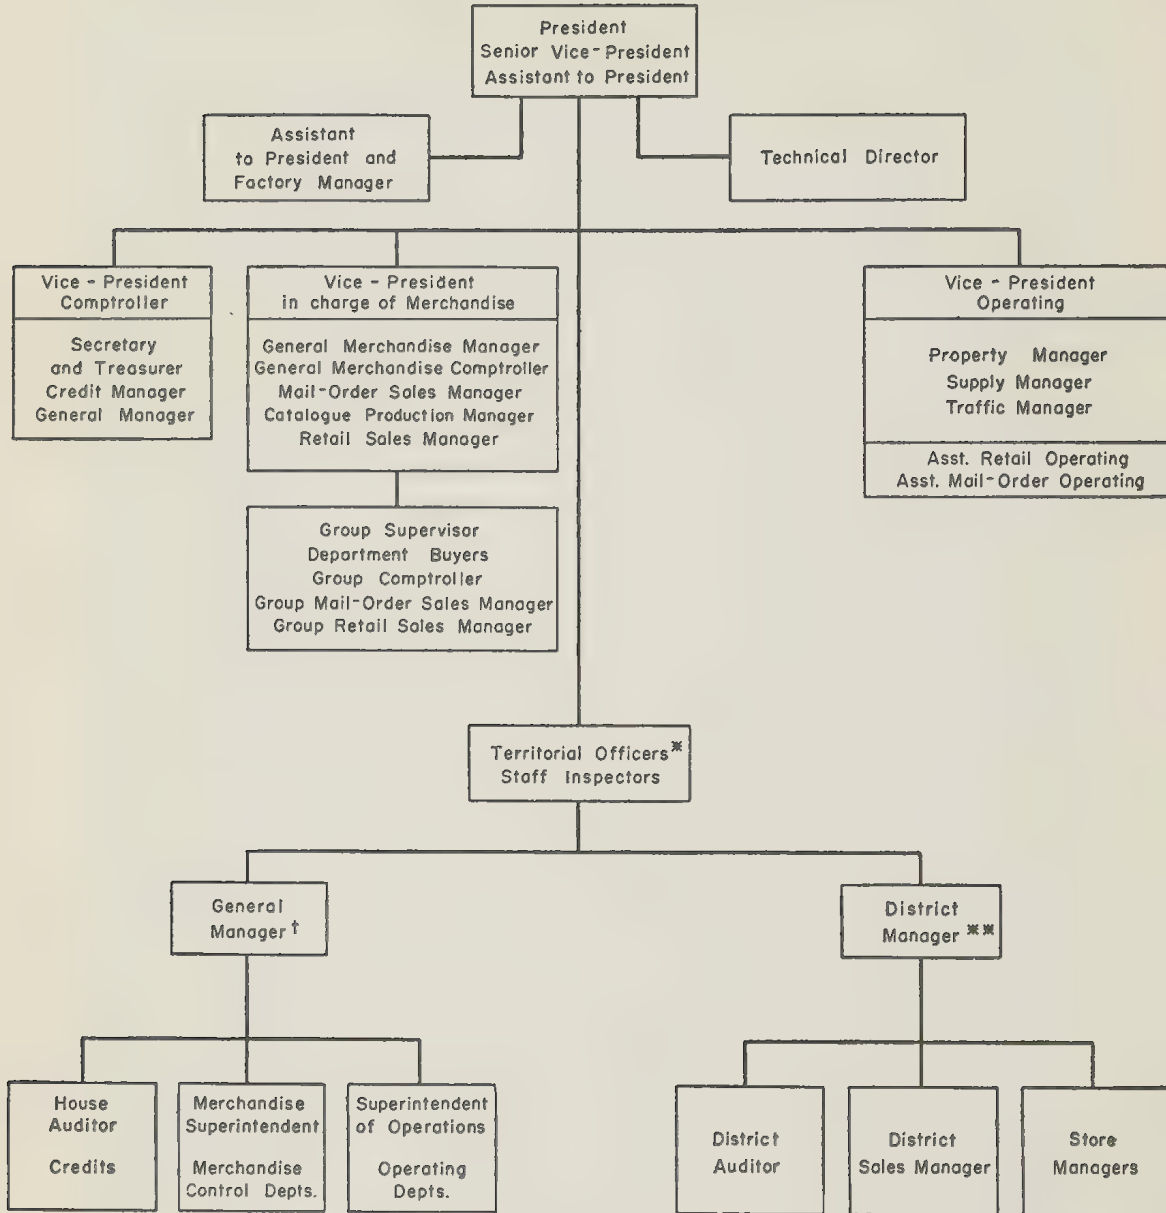 President
Senior Vice-President
Assistant to President
Assistant
to President and
Factory Manager
Technical Director
Vice - President
Comptroller
Secretary
and Treasurer
Credit Manager
General Manager
Vice - President
in charge of Merchandise
General Merchandise Manager
General Merchandise Comptroller
Mail-Order Sales Manager
Catalogue Production Manager
Retail Sales Manager
Vice - President
Operating
Property Manager
Supply Manager
Traffic Manager
Asst. Retail Operating
Asst. Mail-Order Operating
Group Supervisor
Department Buyers
Group Comptroller
Group Mail-Order Sales Manager
Group Retail Sales Manager
Territorial Officers*
Staff Inspectors
General
Manager†
District
Manager**
House
Auditor
Credits
Merchandise
Superintendent
Merchandise
Control Depts.
Superintendent
of Operations
Operating
Depts.
District
Auditor
District
Sales Manager
Store
Managers